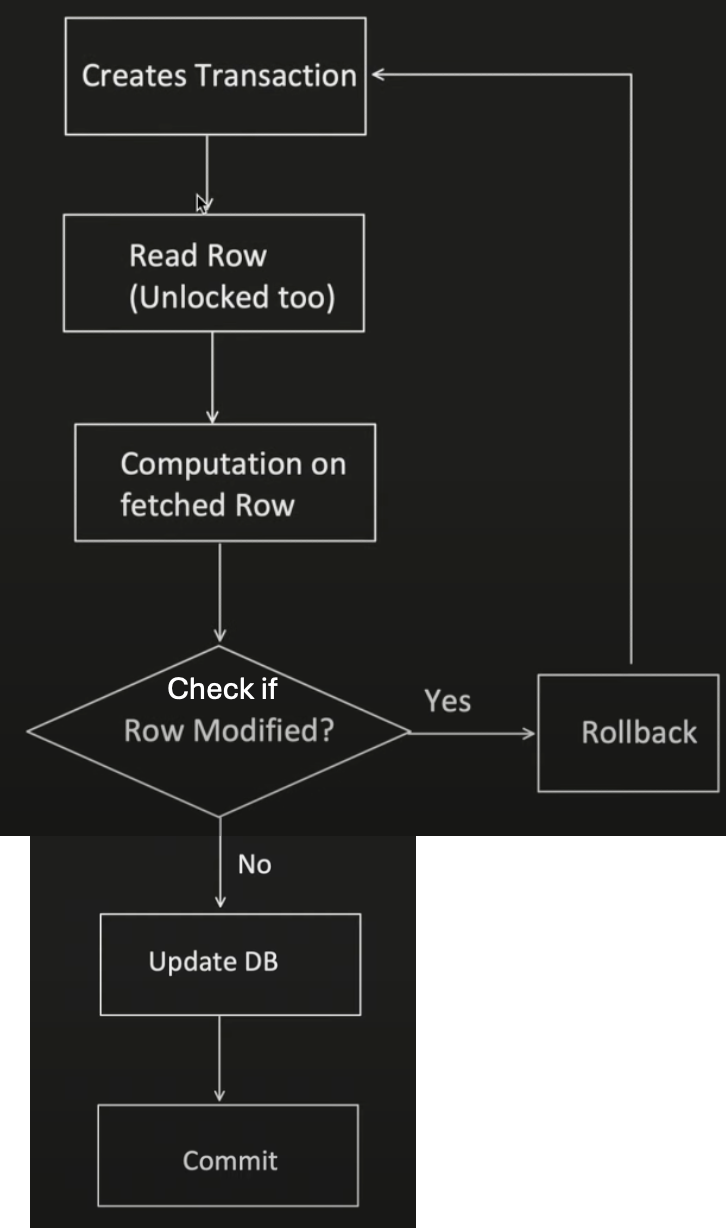 Creates Transaction
Read Row
(Unlocked too)
Computation on
fetched Row
Check if
Row Modified?
Yes
Rollback
No
Update DB
Commit